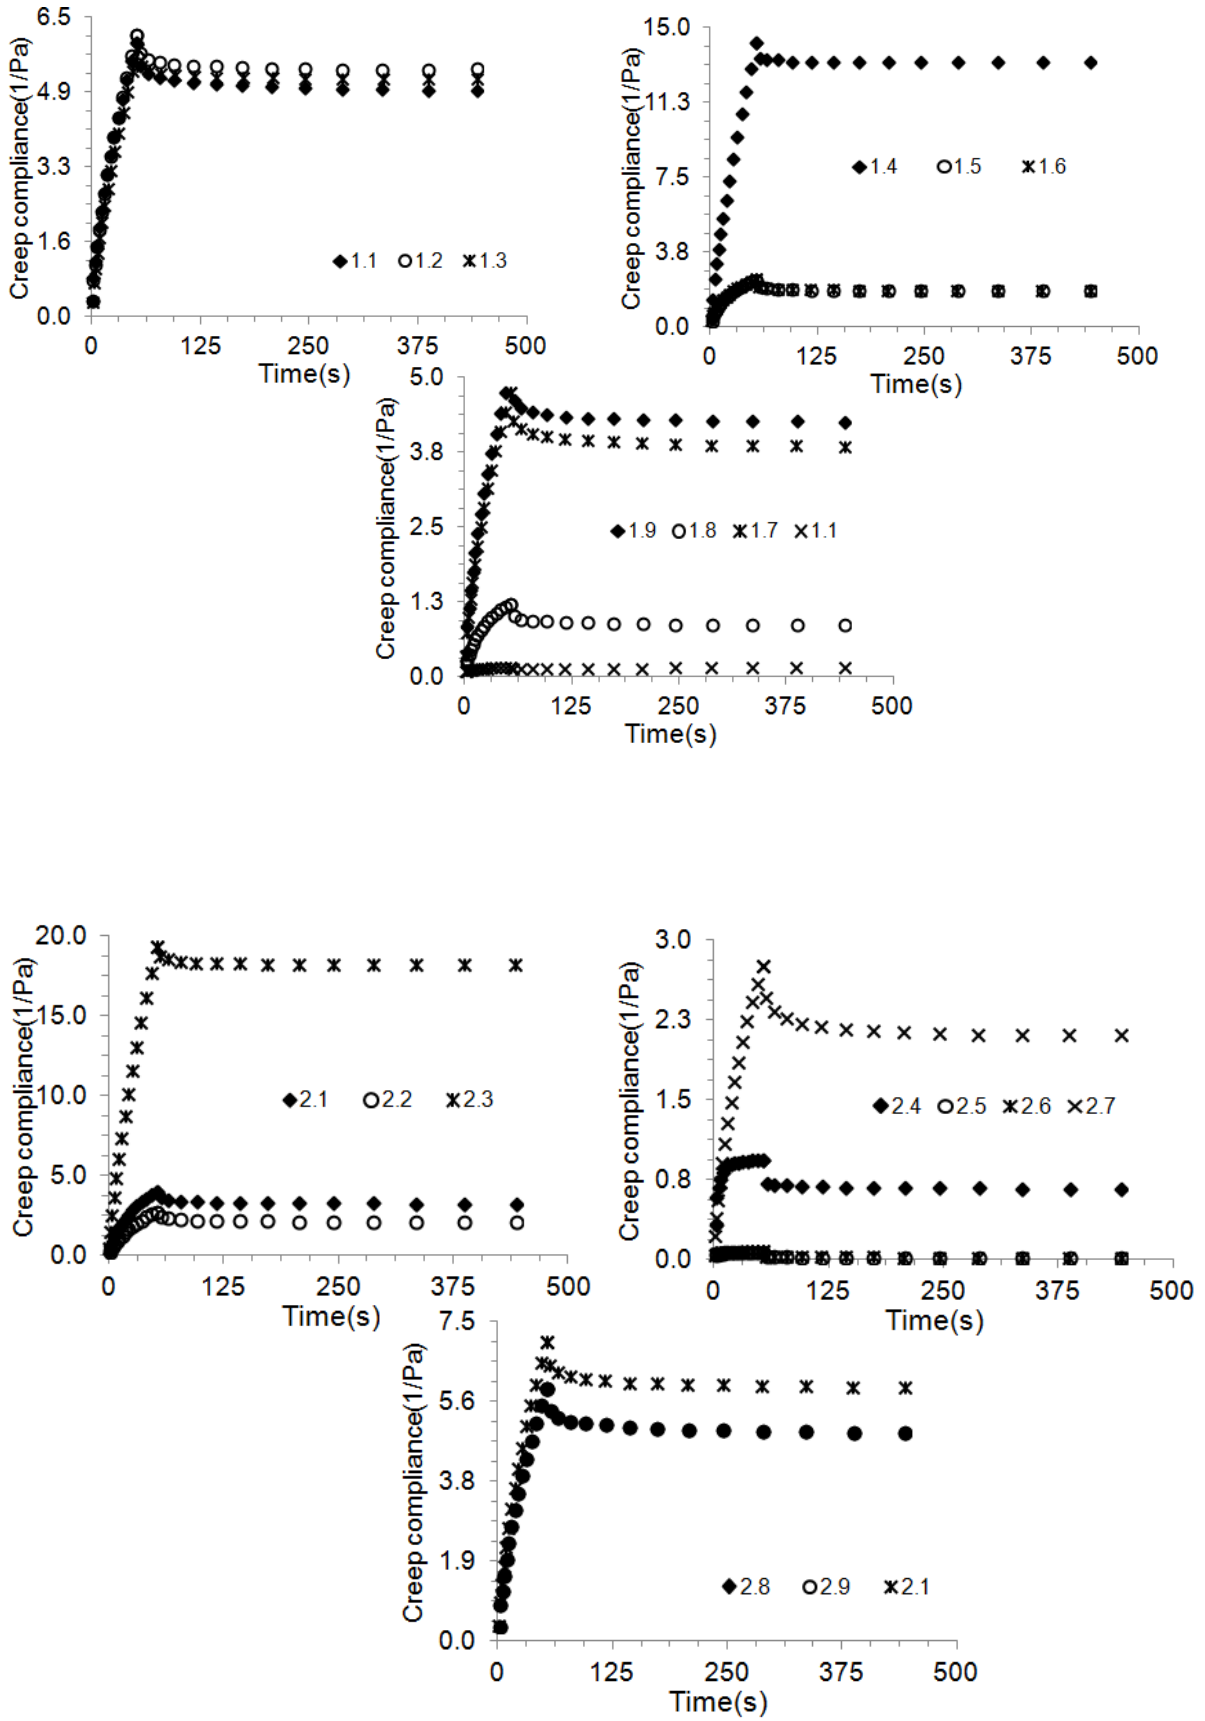 6.5
4.9
3.3
1.6
0.0
Creep compliance(1/Pa)
1.1 1.2 1.3
0 125 250 375 500
Time(s)
15.0
11.3
7.5
3.8
0.0
Creep compliance(1/Pa)
1.4 1.5 1.6
0 125 250 375 500
Time(s)
5.0
3.8
2.5
1.3
0.0
Creep compliance(1/Pa)
1.9 1.8 1.7 1.1
0 125 250 375 500
Time(s)
20.0
15.0
10.0
5.0
0.0
Creep compliance(1/Pa)
2.1 2.2 2.3
0 125 250 375 500
Time(s)
3.0
2.3
1.5
0.8
0.0
Creep compliance(1/Pa)
2.4 2.5 2.6 2.7
0 125 250 375 500
Time(s)
7.5
5.6
3.8
1.9
0.0
Creep compliance(1/Pa)
2.8 2.9 2.1
0 125 250 375 500
Time(s)